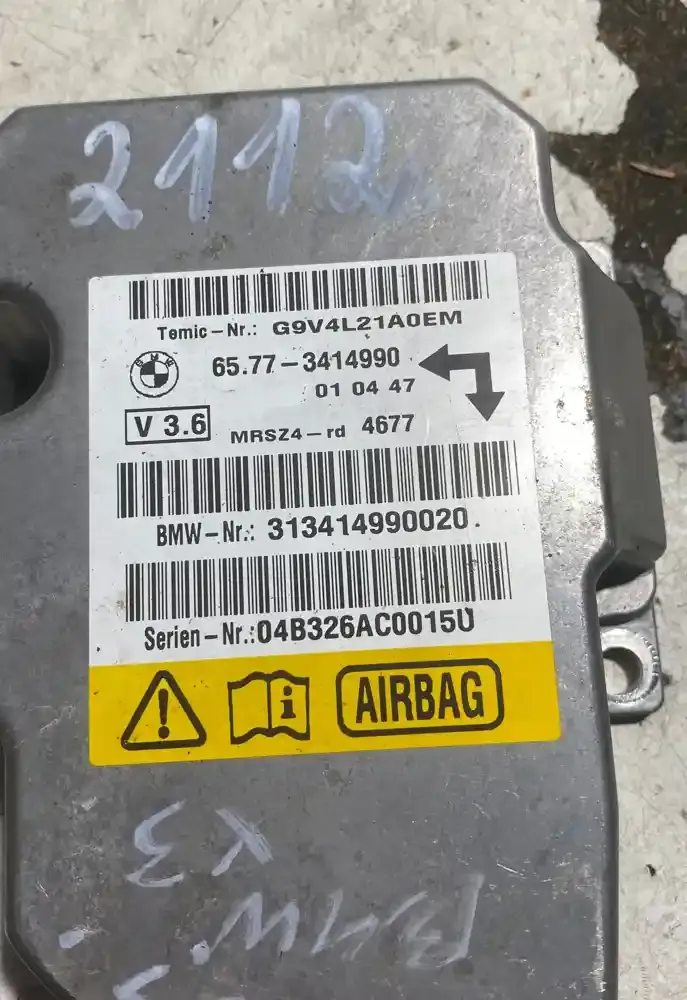 2112
Temic-Nr.: G9V4L21A0EM
BMW
65.77-3414990
01 04 47
V 3.6
MRSZ4-rd 4677
BMW-Nr.: 313414990020.
Serien-Nr.:04B326AC0015U
i
AIRBAG
BMW
X3